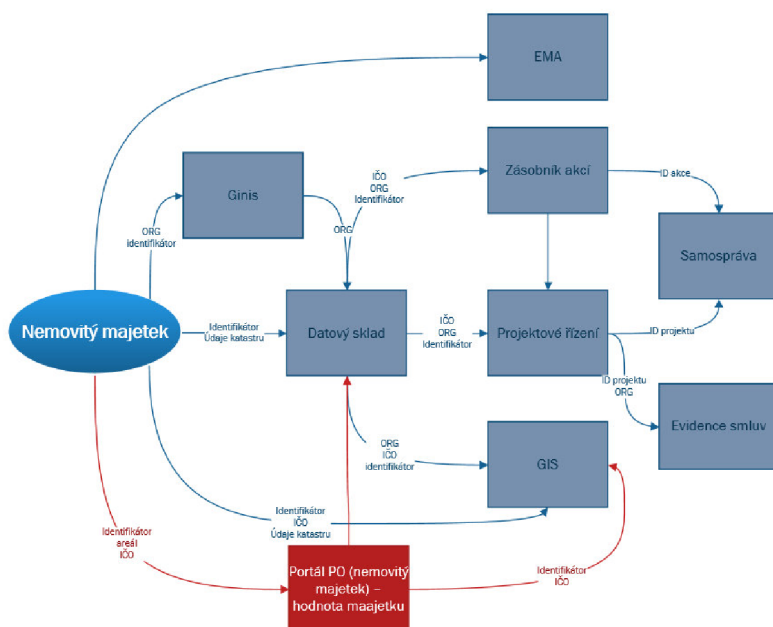 EMA
Zásobník akcí
IČO
ORG
Identifikátor
ID akce
Ginis
ORG
identifikátor
ORG
Samospráva
Nemovitý majetek
Identifikátor
Údaje katastru
Datový sklad
IČO
ORG
Identifikátor
Projektové řízení
ID projektu
ID projektu
ORG
Evidence smluv
ORG
IČO
identifikátor
GIS
Identifikátor
IČO
Údaje katastru
Identifikátor
areál
IČO
Portál PO (nemovitý
majetek) –
hodnota maajetku
Identifikátor
IČO